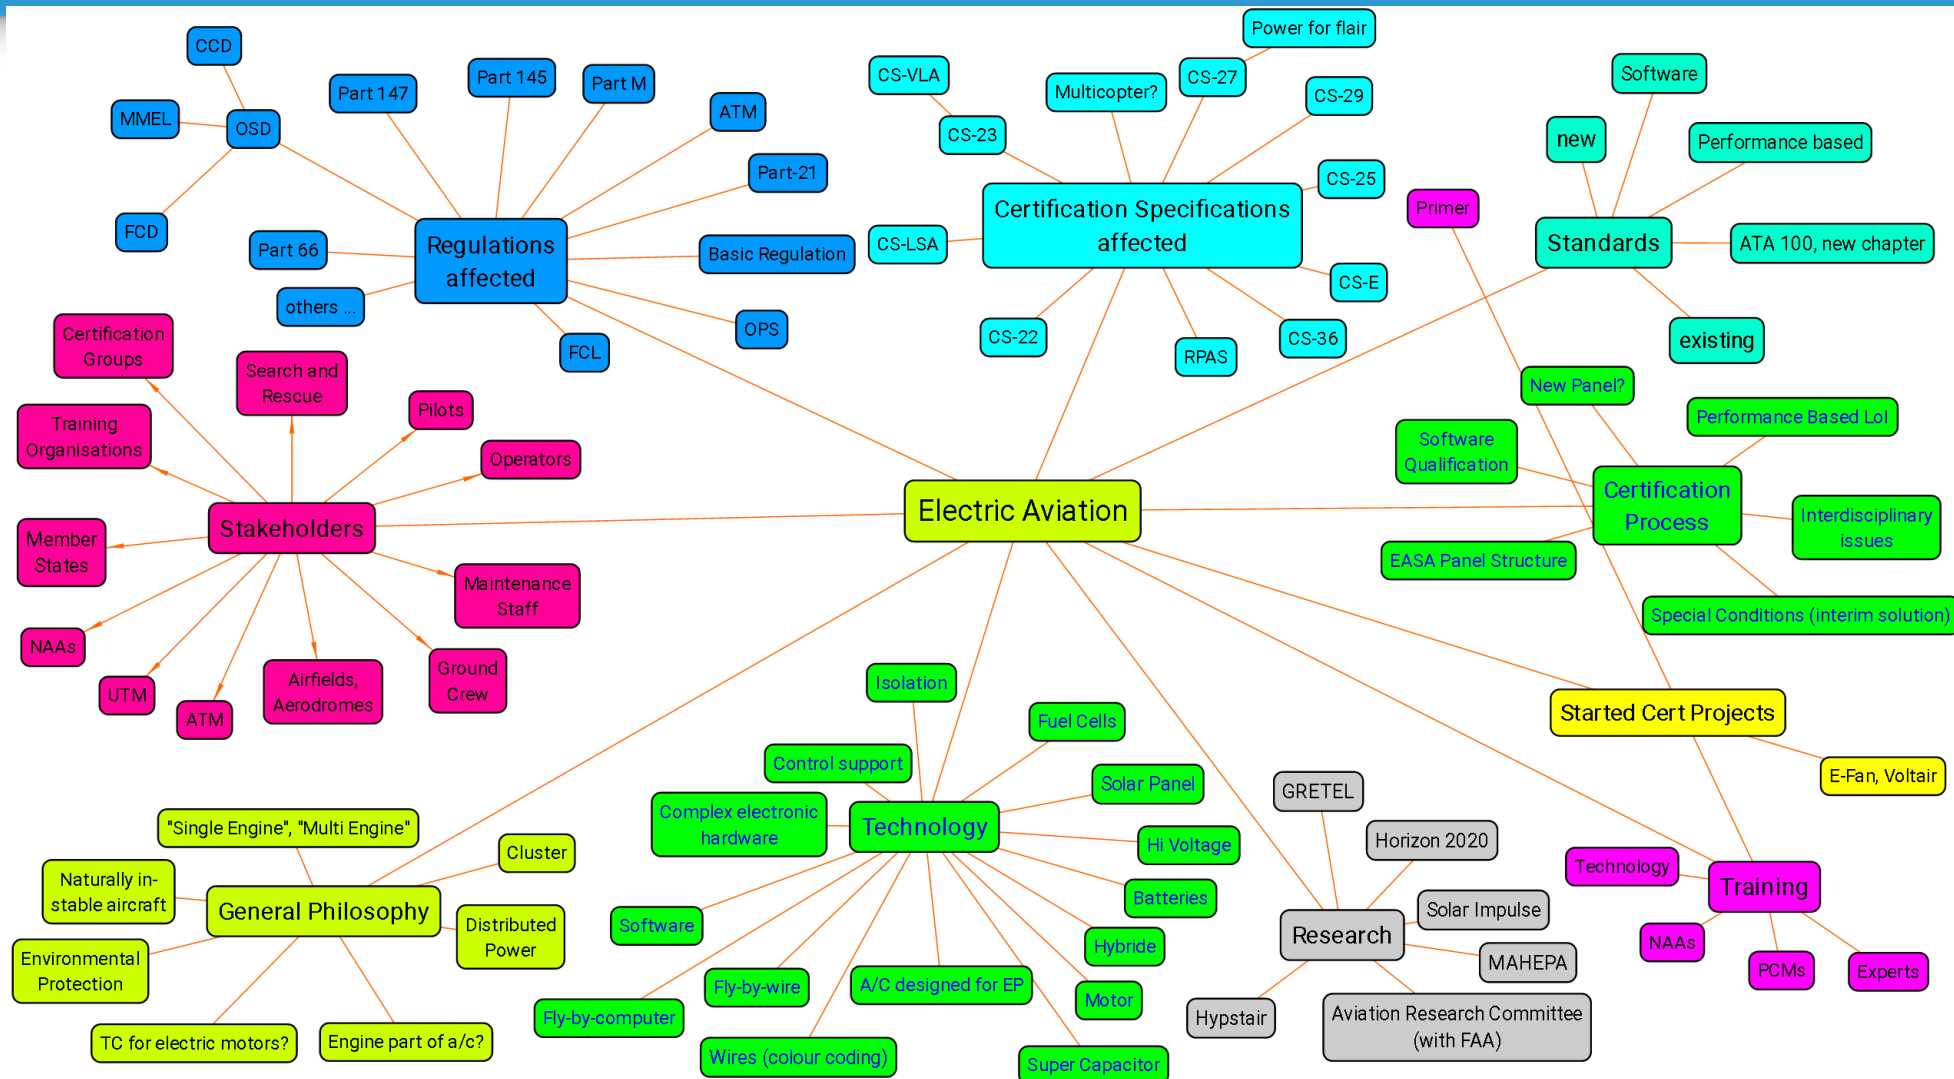 CCD
MMEL
OSD
FCD
Part 147
Part 145
Part M
ATM
Part-21
Part 66
Regulations
affected
Basic Regulation
others ...
FCL
OPS
Power for flair
CS-VLA
Multicopter?
CS-27
CS-29
CS-23
CS-25
Certification Specifications
affected
CS-LSA
CS-E
CS-22
RPAS
CS-36
Software
new
Performance based
Primer
Standards
ATA 100, new chapter
existing
New Panel?
Performance Based LoI
Software
Qualification
Certification
Process
Interdisciplinary
issues
EASA Panel Structure
Special Conditions (interim solution)
Certification
Groups
Search and
Rescue
Pilots
Training
Organisations
Operators
Stakeholders
Member
States
Maintenance
Staff
NAAs
UTM
ATM
Airfields,
Aerodromes
Ground
Crew
Electric Aviation
Started Cert Projects
E-Fan, Voltair
Isolation
Fuel Cells
Control support
Solar Panel
Complex electronic
hardware
Technology
Hi Voltage
Batteries
Software
Hybride
Fly-by-wire
A/C designed for EP
Motor
Fly-by-computer
Wires (colour coding)
Super Capacitor
"Single Engine", "Multi Engine"
Cluster
Naturally in-
stable aircraft
General Philosophy
Distributed
Power
Environmental
Protection
TC for electric motors?
Engine part of a/c?
GRETEL
Horizon 2020
Solar Impulse
Research
MAHEPA
Hypstair
Aviation Research Committee
(with FAA)
Technology
Training
NAAs
PCMs
Experts